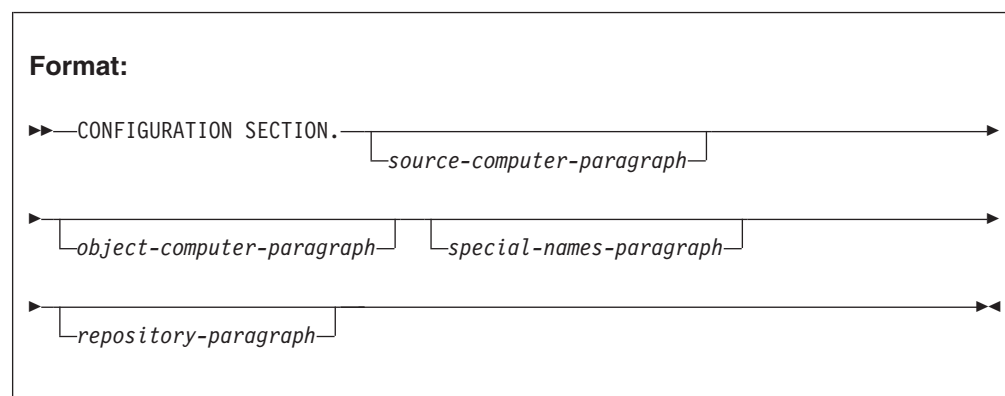 Format:
CONFIGURATION SECTION.
source-computer-paragraph
object-computer-paragraph special-names-paragraph
repository-paragraph